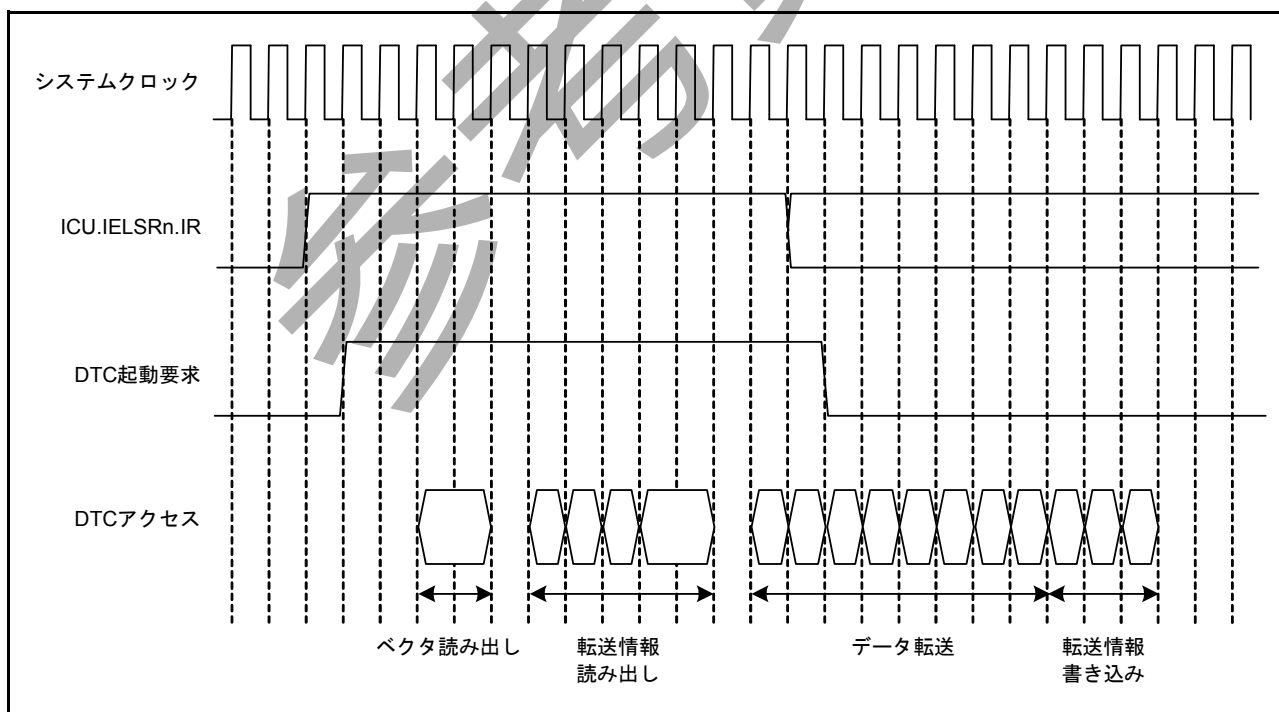 システムクロック
ICU.IELSRn.IR
DTC起動要求
DTCアクセス
ベクタ読み出し
転送情報
読み出し
データ転送
転送情報
書き込み
参考